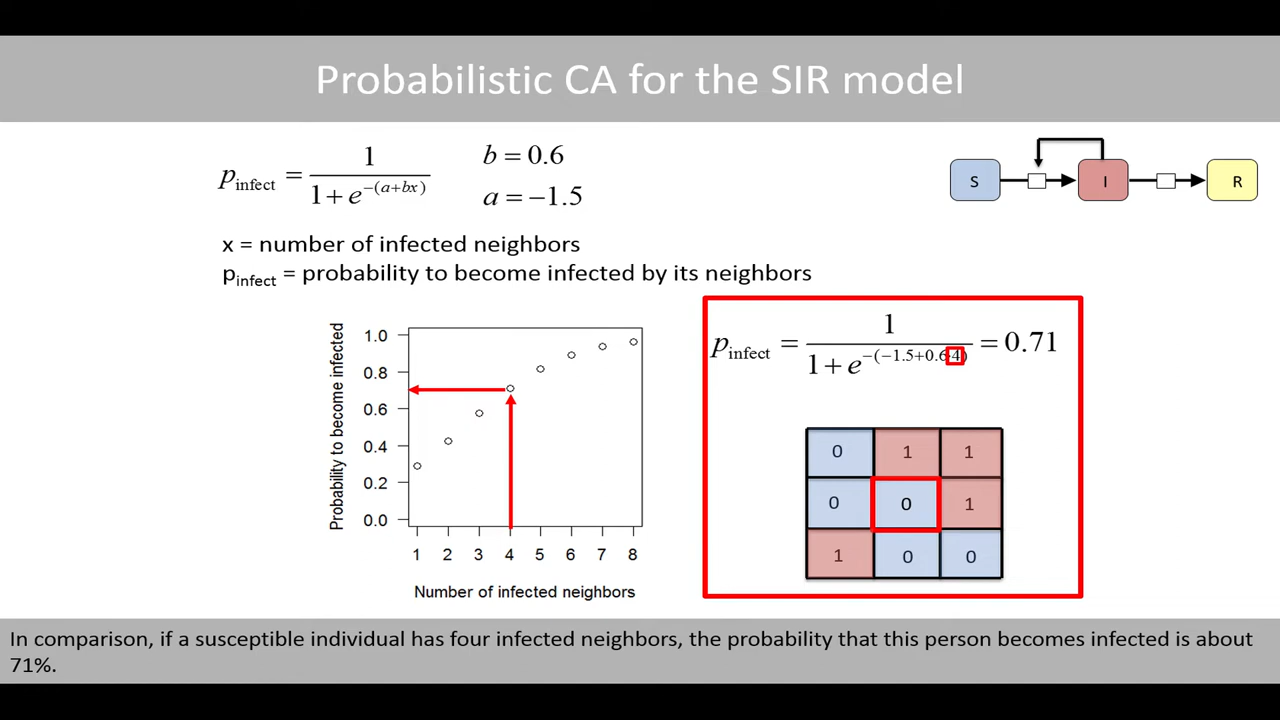 Probabilistic CA for the SIR model
p_infect = 1 / (1 + e^−(a+bx))
b = 0.6
a = −1.5
S
I
R
x = number of infected neighbors
p_infect = probability to become infected by its neighbors
Probability to become infected
1.0
0.8
0.6
0.4
0.2
0.0
1 2 3 4 5 6 7 8
Number of infected neighbors
p_infect = 1 / (1 + e^−(−1.5+0.6·4)) = 0.71
0 1 1
0 0 1
1 0 0
In comparison, if a susceptible individual has four infected neighbors, the probability that this person becomes infected is about
71%.